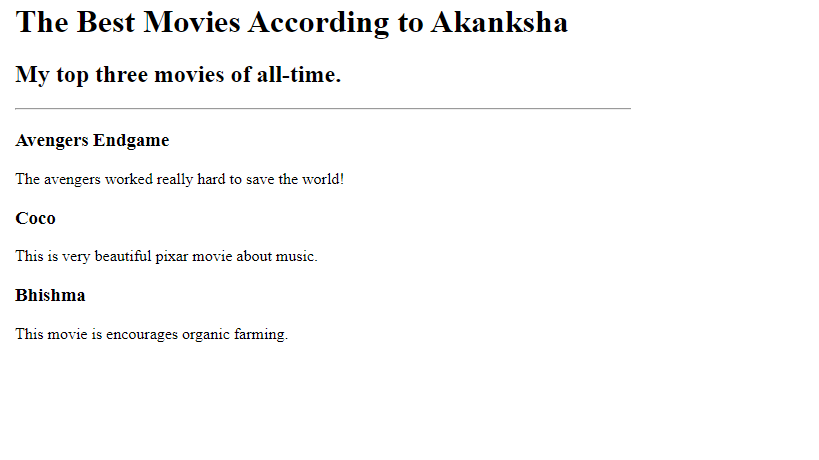 The Best Movies According to Akanksha
My top three movies of all-time.
Avengers Endgame
The avengers worked really hard to save the world!
Coco
This is very beautiful pixar movie about music.
Bhishma
This movie is encourages organic farming.